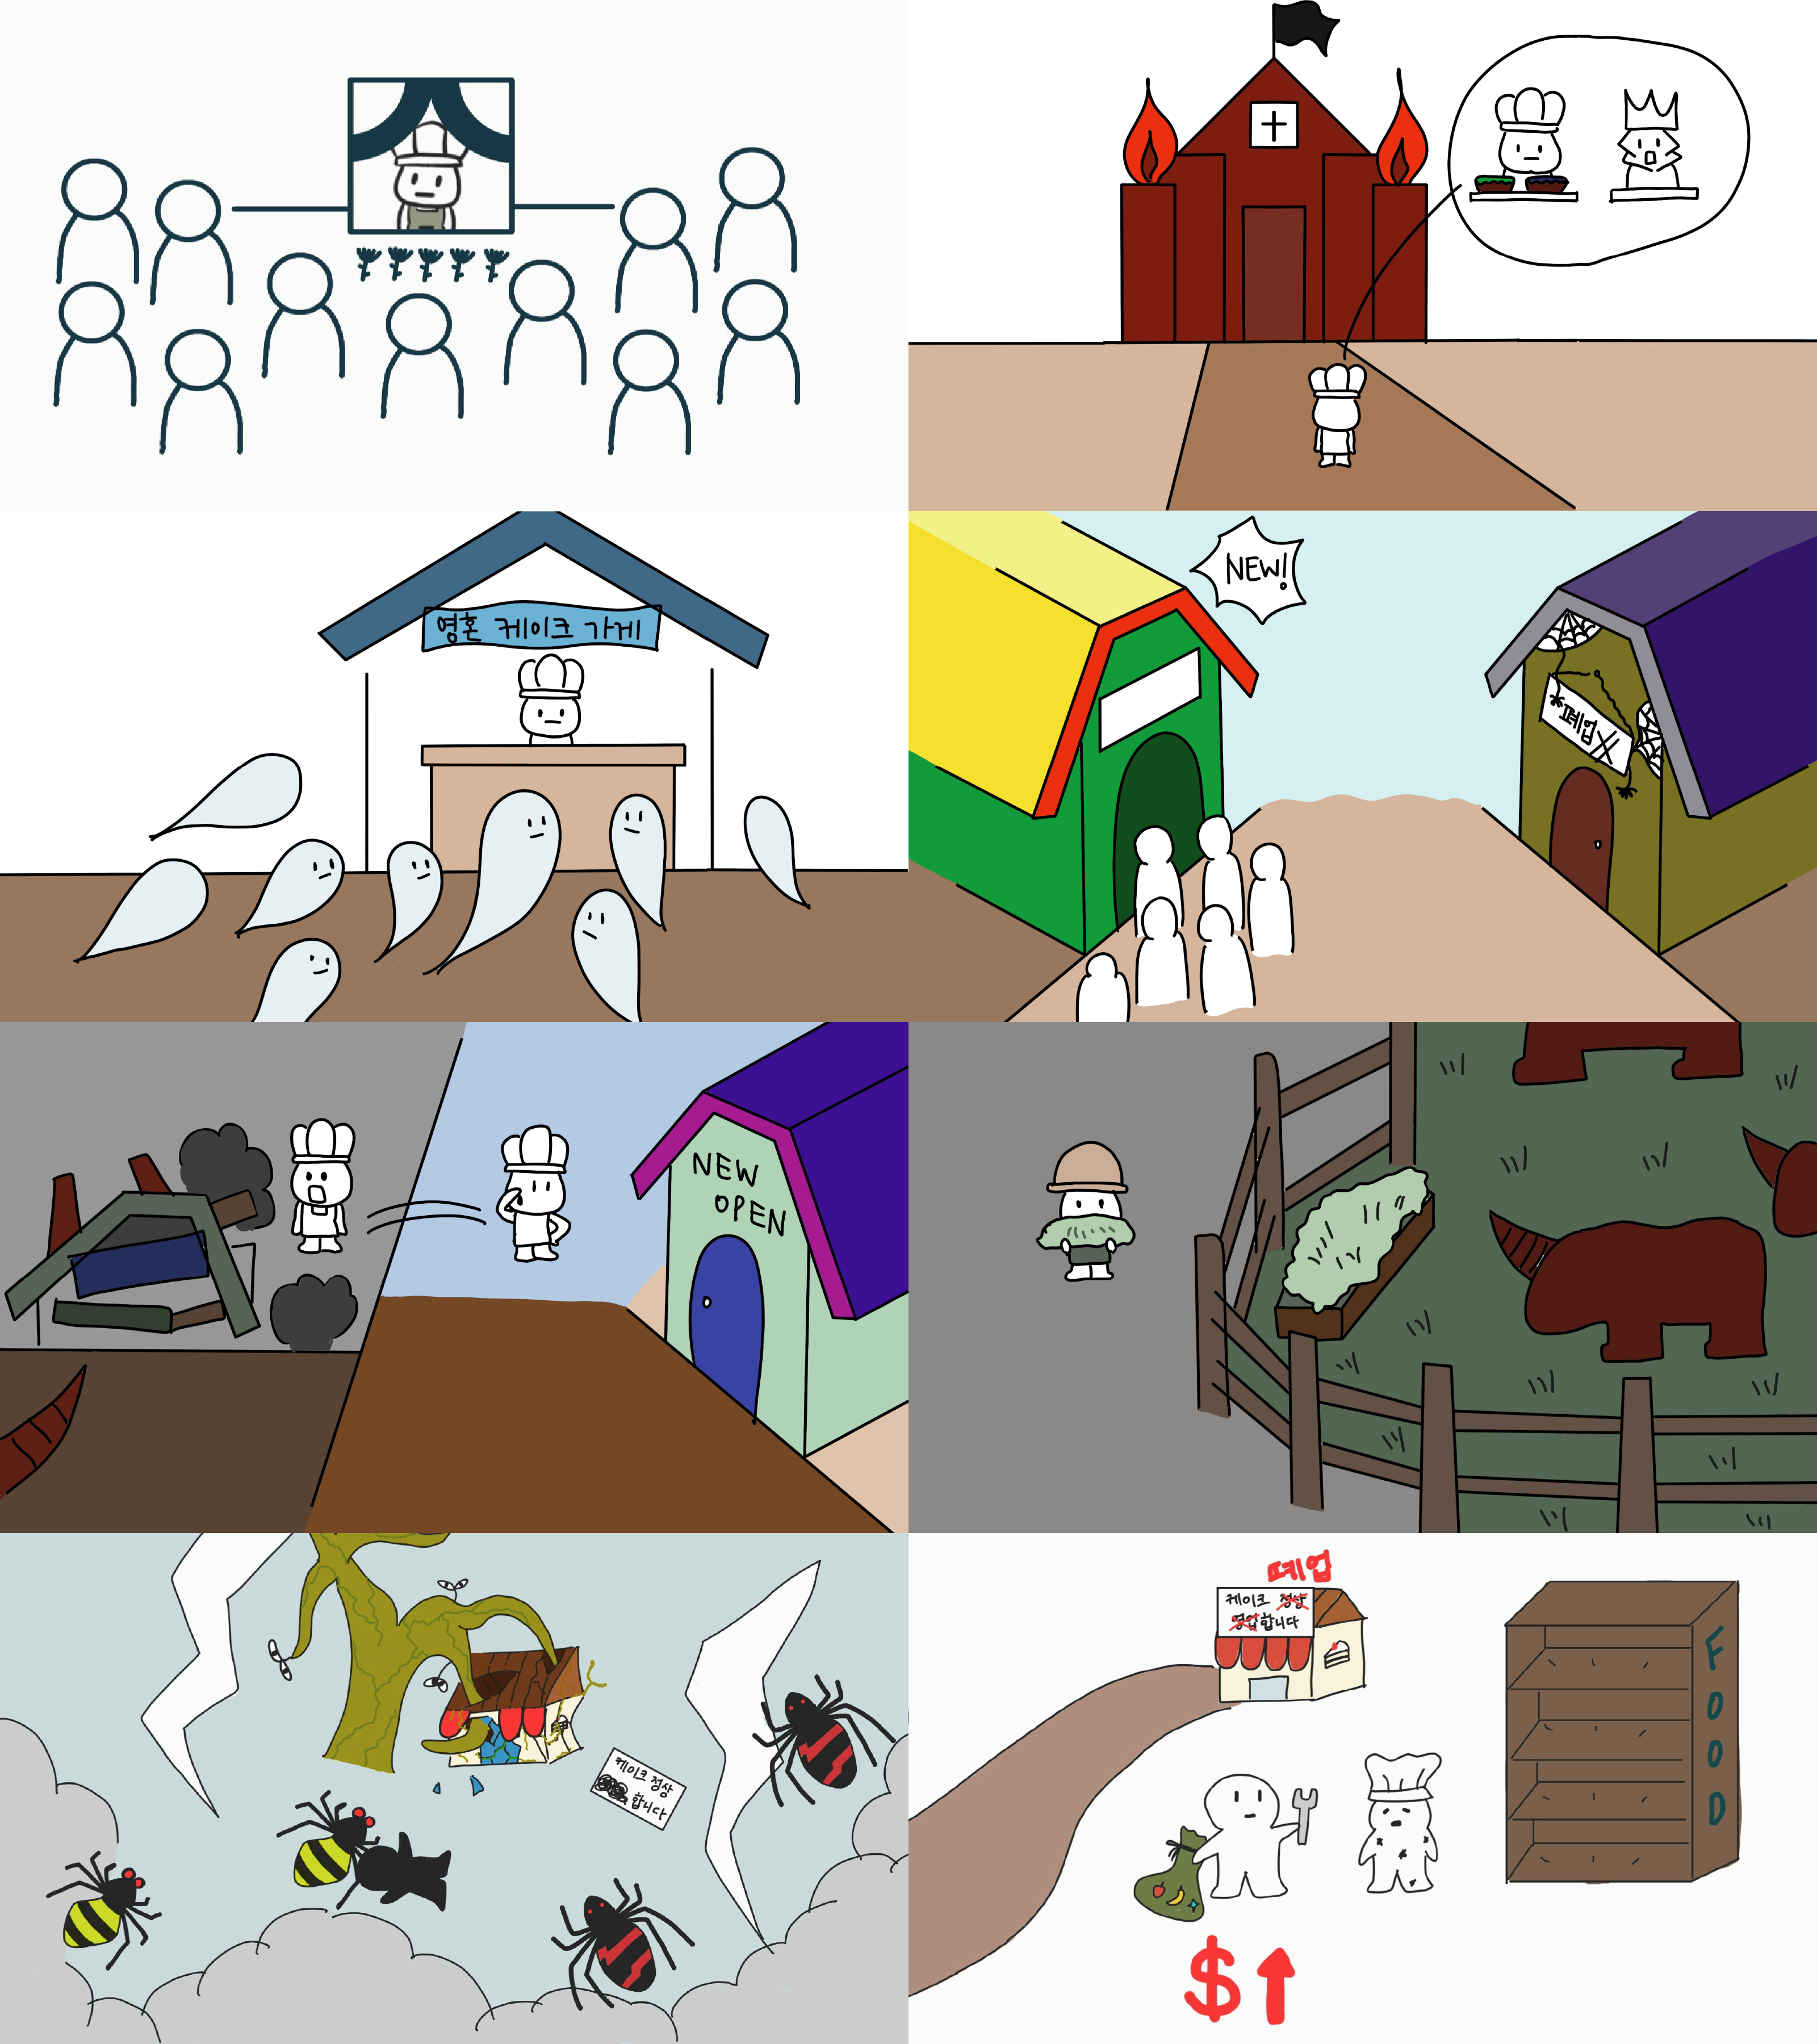 영혼 케이크 가게
NEW!
폐업
NEW
OPEN
케이크 정상
합니다
폐업
케이크 정상
영업합니다
FOOD
$